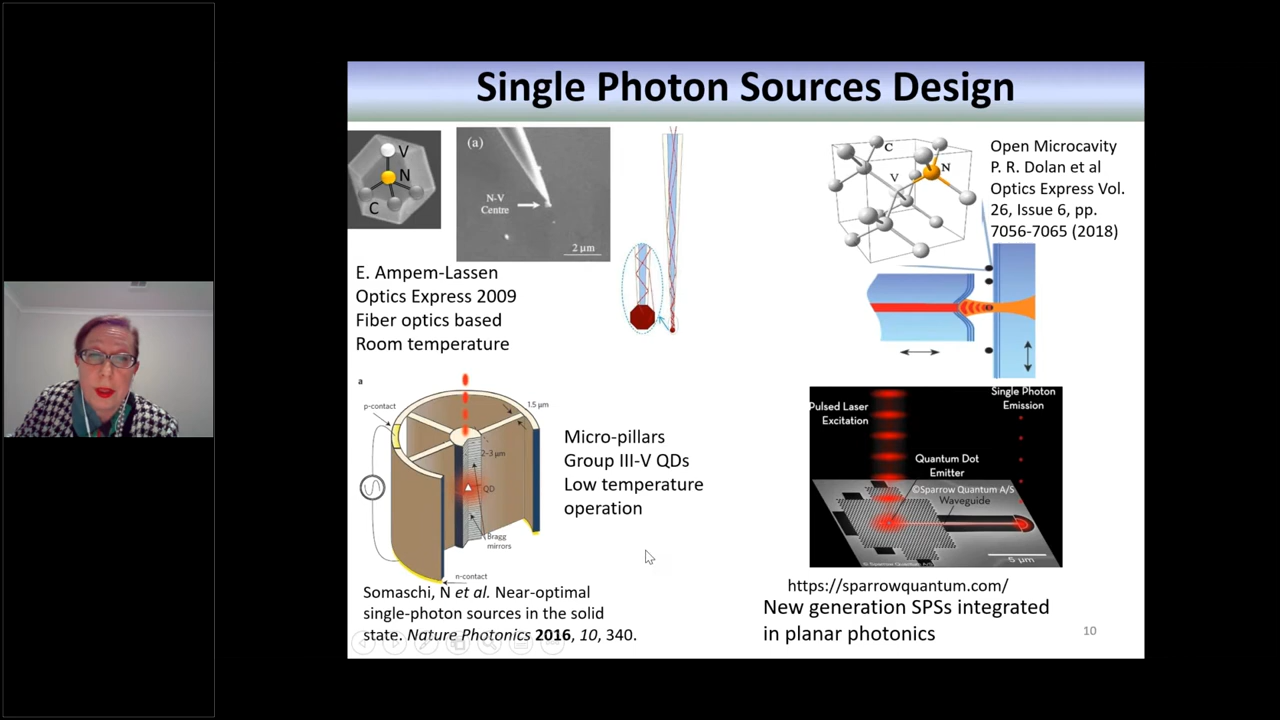 Single Photon Sources Design
V
N
C
(a)
N-V
Centre
2 μm
E. Ampem-Lassen
Optics Express 2009
Fiber optics based
Room temperature
C
N
V
Open Microcavity
P. R. Dolan et al
Optics Express Vol.
26, Issue 6, pp.
7056-7065 (2018)
a
p-contact
1.5 μm
2-3 μm
QD
Bragg
mirrors
n-contact
Micro-pillars
Group III-V QDs
Low temperature
operation
Somaschi, N et al. Near-optimal
single-photon sources in the solid
state. Nature Photonics 2016, 10, 340.
Pulsed Laser
Excitation
Single Photon
Emission
Quantum Dot
Emitter
©Sparrow Quantum A/S
Waveguide
5 μm
https://sparrowquantum.com/
New generation SPSs integrated
in planar photonics
10